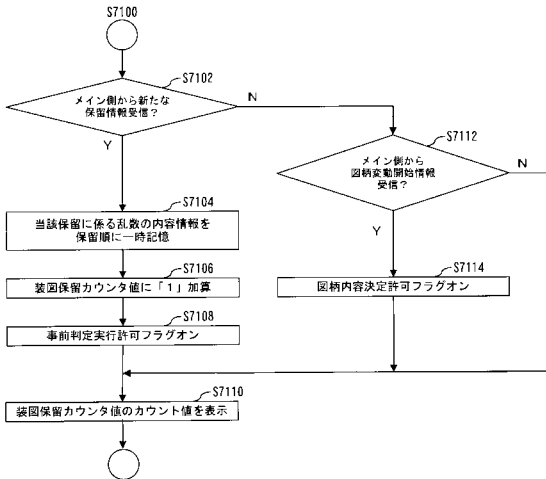 S7100
S7102
メイン側から新たな
保留情報受信?
N
Y
S7112
メイン側から
図柄変動開始情報
受信?
N
Y
S7104
当該保留に係る乱数の内容情報を
保留順に一時記憶
S7106
装図保留カウンタ値に「1」加算
S7114
図柄内容決定許可フラグオン
S7108
事前判定実行許可フラグオン
S7110
装図保留カウンタ値のカウント値を表示